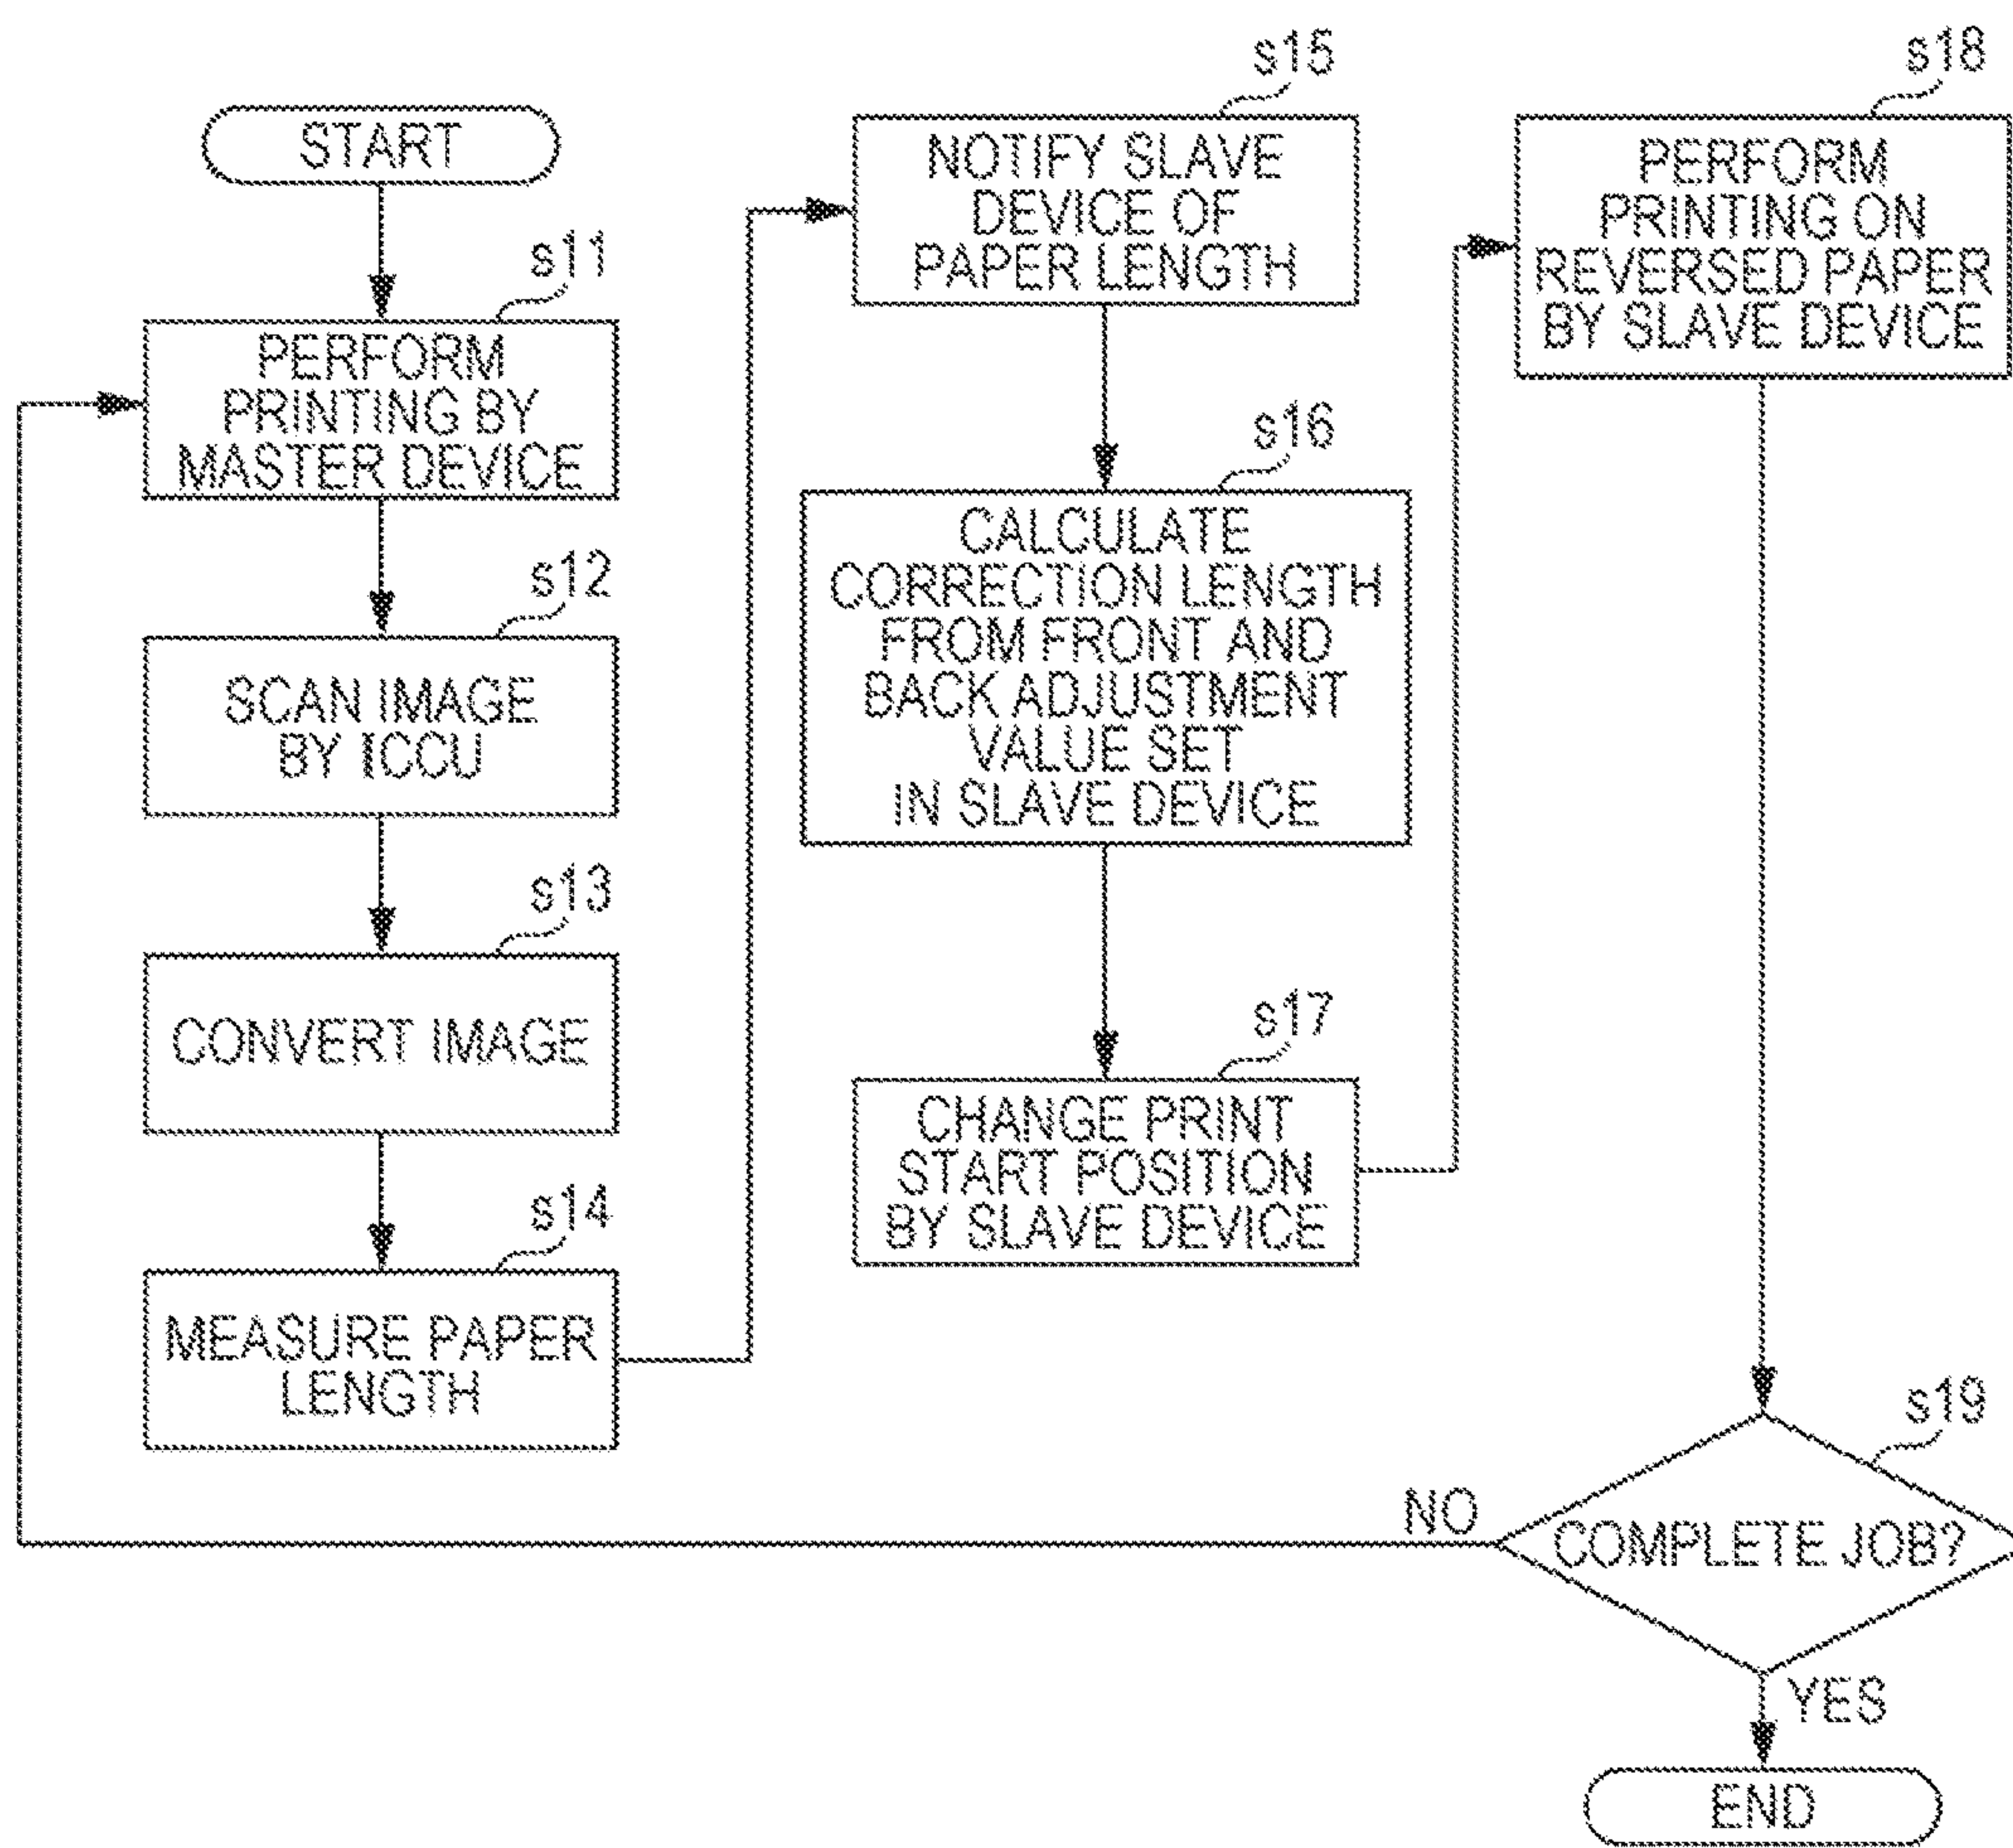 START
s11
PERFORM
PRINTING BY
MASTER DEVICE
s12
SCAN IMAGE
BY ICCU
s13
CONVERT IMAGE
s14
MEASURE PAPER
LENGTH
s15
NOTIFY SLAVE
DEVICE OF
PAPER LENGTH
s16
CALCULATE
CORRECTION LENGTH
FROM FRONT AND
BACK ADJUSTMENT
VALUE SET
IN SLAVE DEVICE
s17
CHANGE PRINT
START POSITION
BY SLAVE DEVICE
s18
PERFORM
PRINTING ON
REVERSED PAPER
BY SLAVE DEVICE
s19
COMPLETE JOB?
NO
YES
END